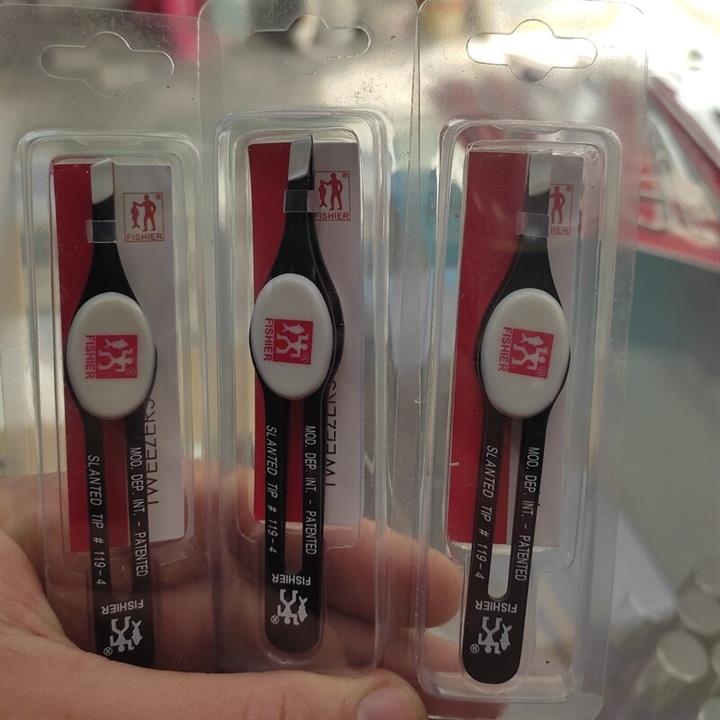 FISHIER
FISHIER
MOD. DEP. INT. - PATENTED
SLANTED TIP # 119-4
FISHIER
®
FISHIER
FISHIER
®
TWEEZERS
MOD. DEP. INT. - PATENTED
SLANTED TIP # 119-4
FISHIER
®
FISHIER
FISHIER
®
MOD. DEP. INT. - PATENTED
SLANTED TIP # 119-4
FISHIER
®
TWEEZERS